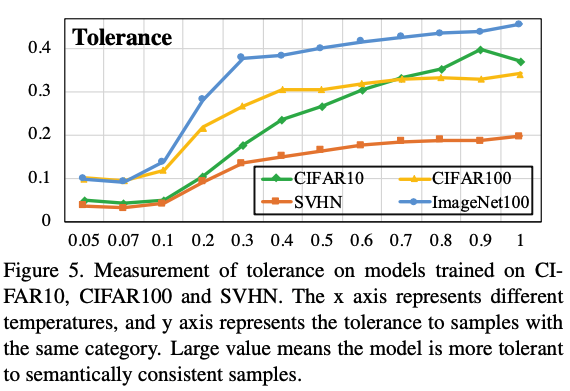 Tolerance
0.4
0.3
0.2
0.1
0
CIFAR10 CIFAR100
SVHN ImageNet100
0.05 0.07 0.1 0.2 0.3 0.4 0.5 0.6 0.7 0.8 0.9 1
Figure 5. Measurement of tolerance on models trained on CI-
FAR10, CIFAR100 and SVHN. The x axis represents different
temperatures, and y axis represents the tolerance to samples with
the same category. Large value means the model is more tolerant
to semantically consistent samples.